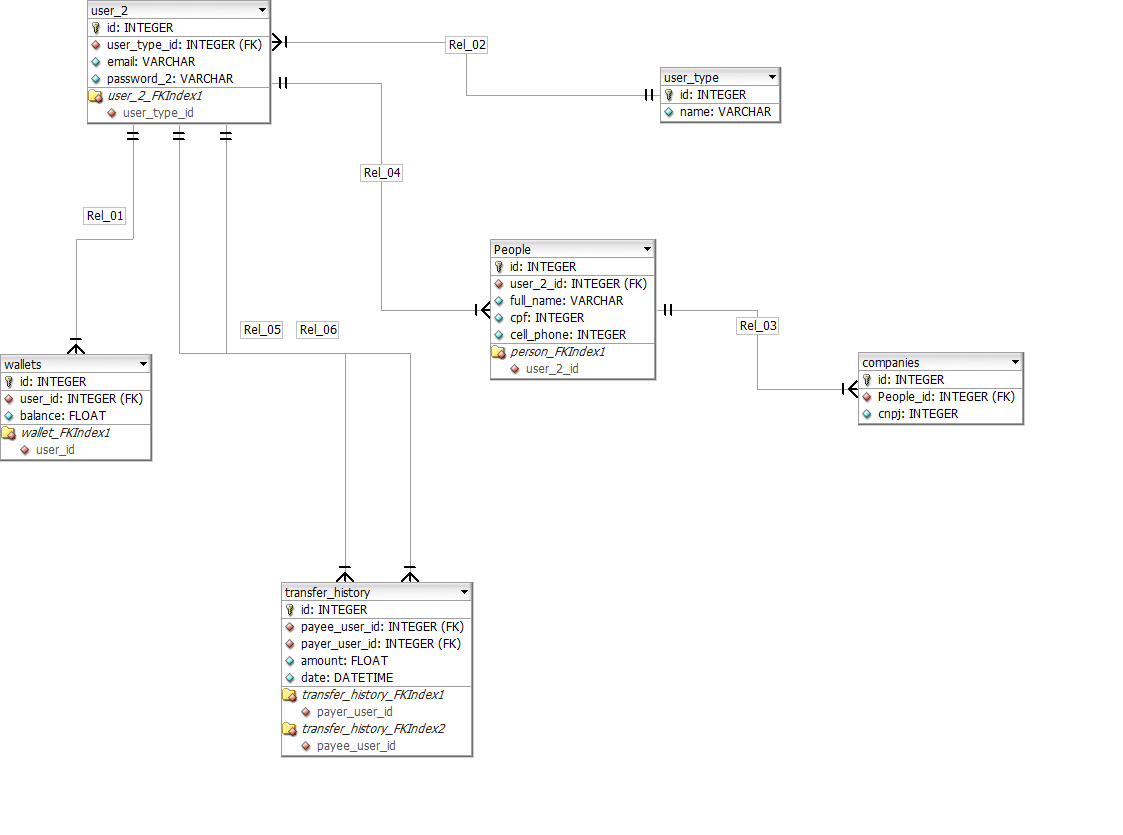 user_2
id: INTEGER
user_type_id: INTEGER (FK)
email: VARCHAR
password_2: VARCHAR
user_2_FKIndex1
user_type_id
Rel_02
user_type
id: INTEGER
name: VARCHAR
Rel_04
Rel_01
People
id: INTEGER
user_2_id: INTEGER (FK)
full_name: VARCHAR
cpf: INTEGER
cell_phone: INTEGER
person_FKIndex1
user_2_id
Rel_03
Rel_05
Rel_06
wallets
id: INTEGER
user_id: INTEGER (FK)
balance: FLOAT
wallet_FKIndex1
user_id
companies
id: INTEGER
People_id: INTEGER (FK)
cnpj: INTEGER
transfer_history
id: INTEGER
payee_user_id: INTEGER (FK)
payer_user_id: INTEGER (FK)
amount: FLOAT
date: DATETIME
transfer_history_FKIndex1
payer_user_id
transfer_history_FKIndex2
payee_user_id